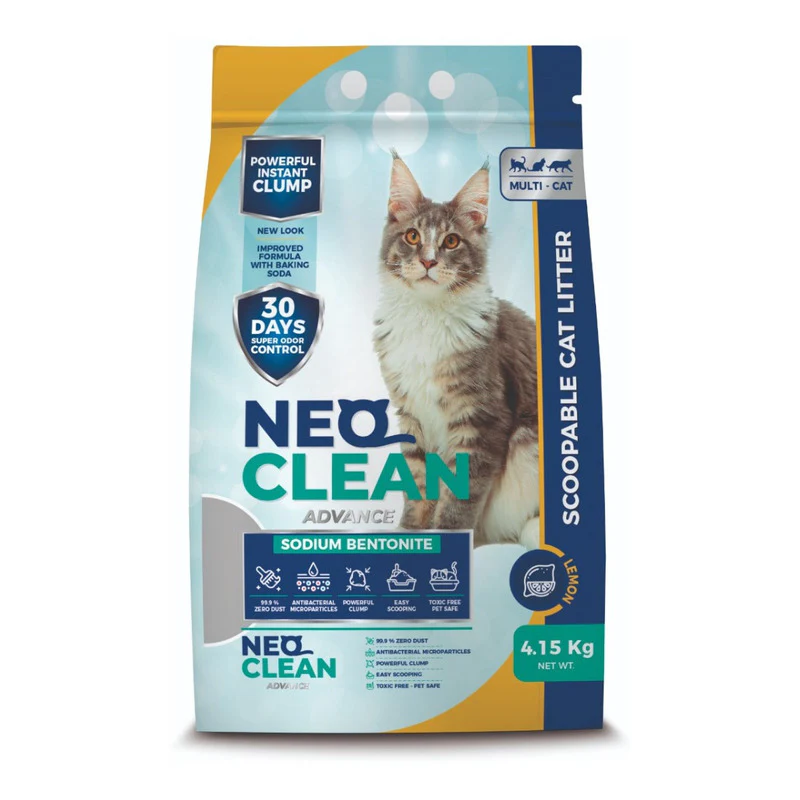 POWERFUL
INSTANT
CLUMP
NEW LOOK
IMPROVED
FORMULA
WITH BAKING
SODA
30
DAYS
SUPER ODOR
CONTROL
MULTI - CAT
SCOOPABLE CAT LITTER
NEO
CLEAN
ADVANCE
SODIUM BENTONITE
99.9 %
ZERO DUST
ANTIBACTERIAL
MICROPARTICLES
POWERFUL
CLUMP
EASY
SCOOPING
TOXIC FREE
PET SAFE
LEMON
4.15 Kg
NET WT.
NEO
CLEAN
ADVANCE
99.9 % ZERO DUST
ANTIBACTERIAL MICROPARTICLES
POWERFUL CLUMP
EASY SCOOPING
TOXIC FREE - PET SAFE